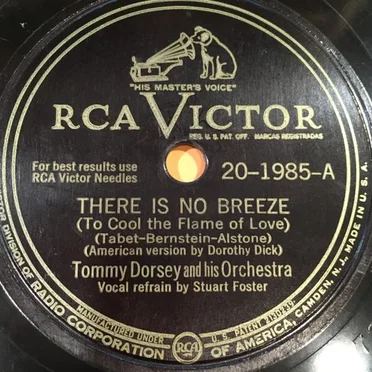 "HIS MASTER'S VOICE"
RCA VICTOR
REG. U.S. PAT. OFF. MARCAS REGISTRADAS
For best results use
RCA Victor Needles
20-1985-A
THERE IS NO BREEZE
(To Cool the Flame of Love)
(Tabet-Bernstein-Alstone)
(American version by Dorothy Dick)
Tommy Dorsey and his Orchestra
Vocal refrain by Stuart Foster
DIVISION OF RADIO CORPORATION OF AMERICA, CAMDEN, N.J. MADE IN U.S.A.
MANUFACTURED UNDER U.S. PATENT 2130239
RCA